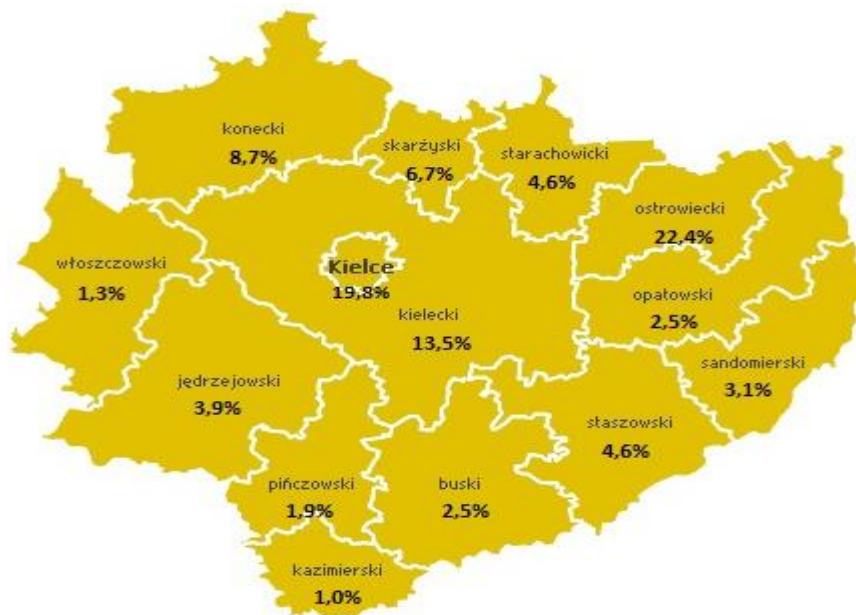 konecki
8,7%
skarżyski
6,7%
starachowicki
4,6%
ostrowiecki
22,4%
włoszczowski
1,3%
Kielce
19,8%
kielecki
13,5%
opatowski
2,5%
sandomierski
3,1%
jędrzejowski
3,9%
staszowski
4,6%
pińczowski
1,9%
buski
2,5%
kazimierski
1,0%